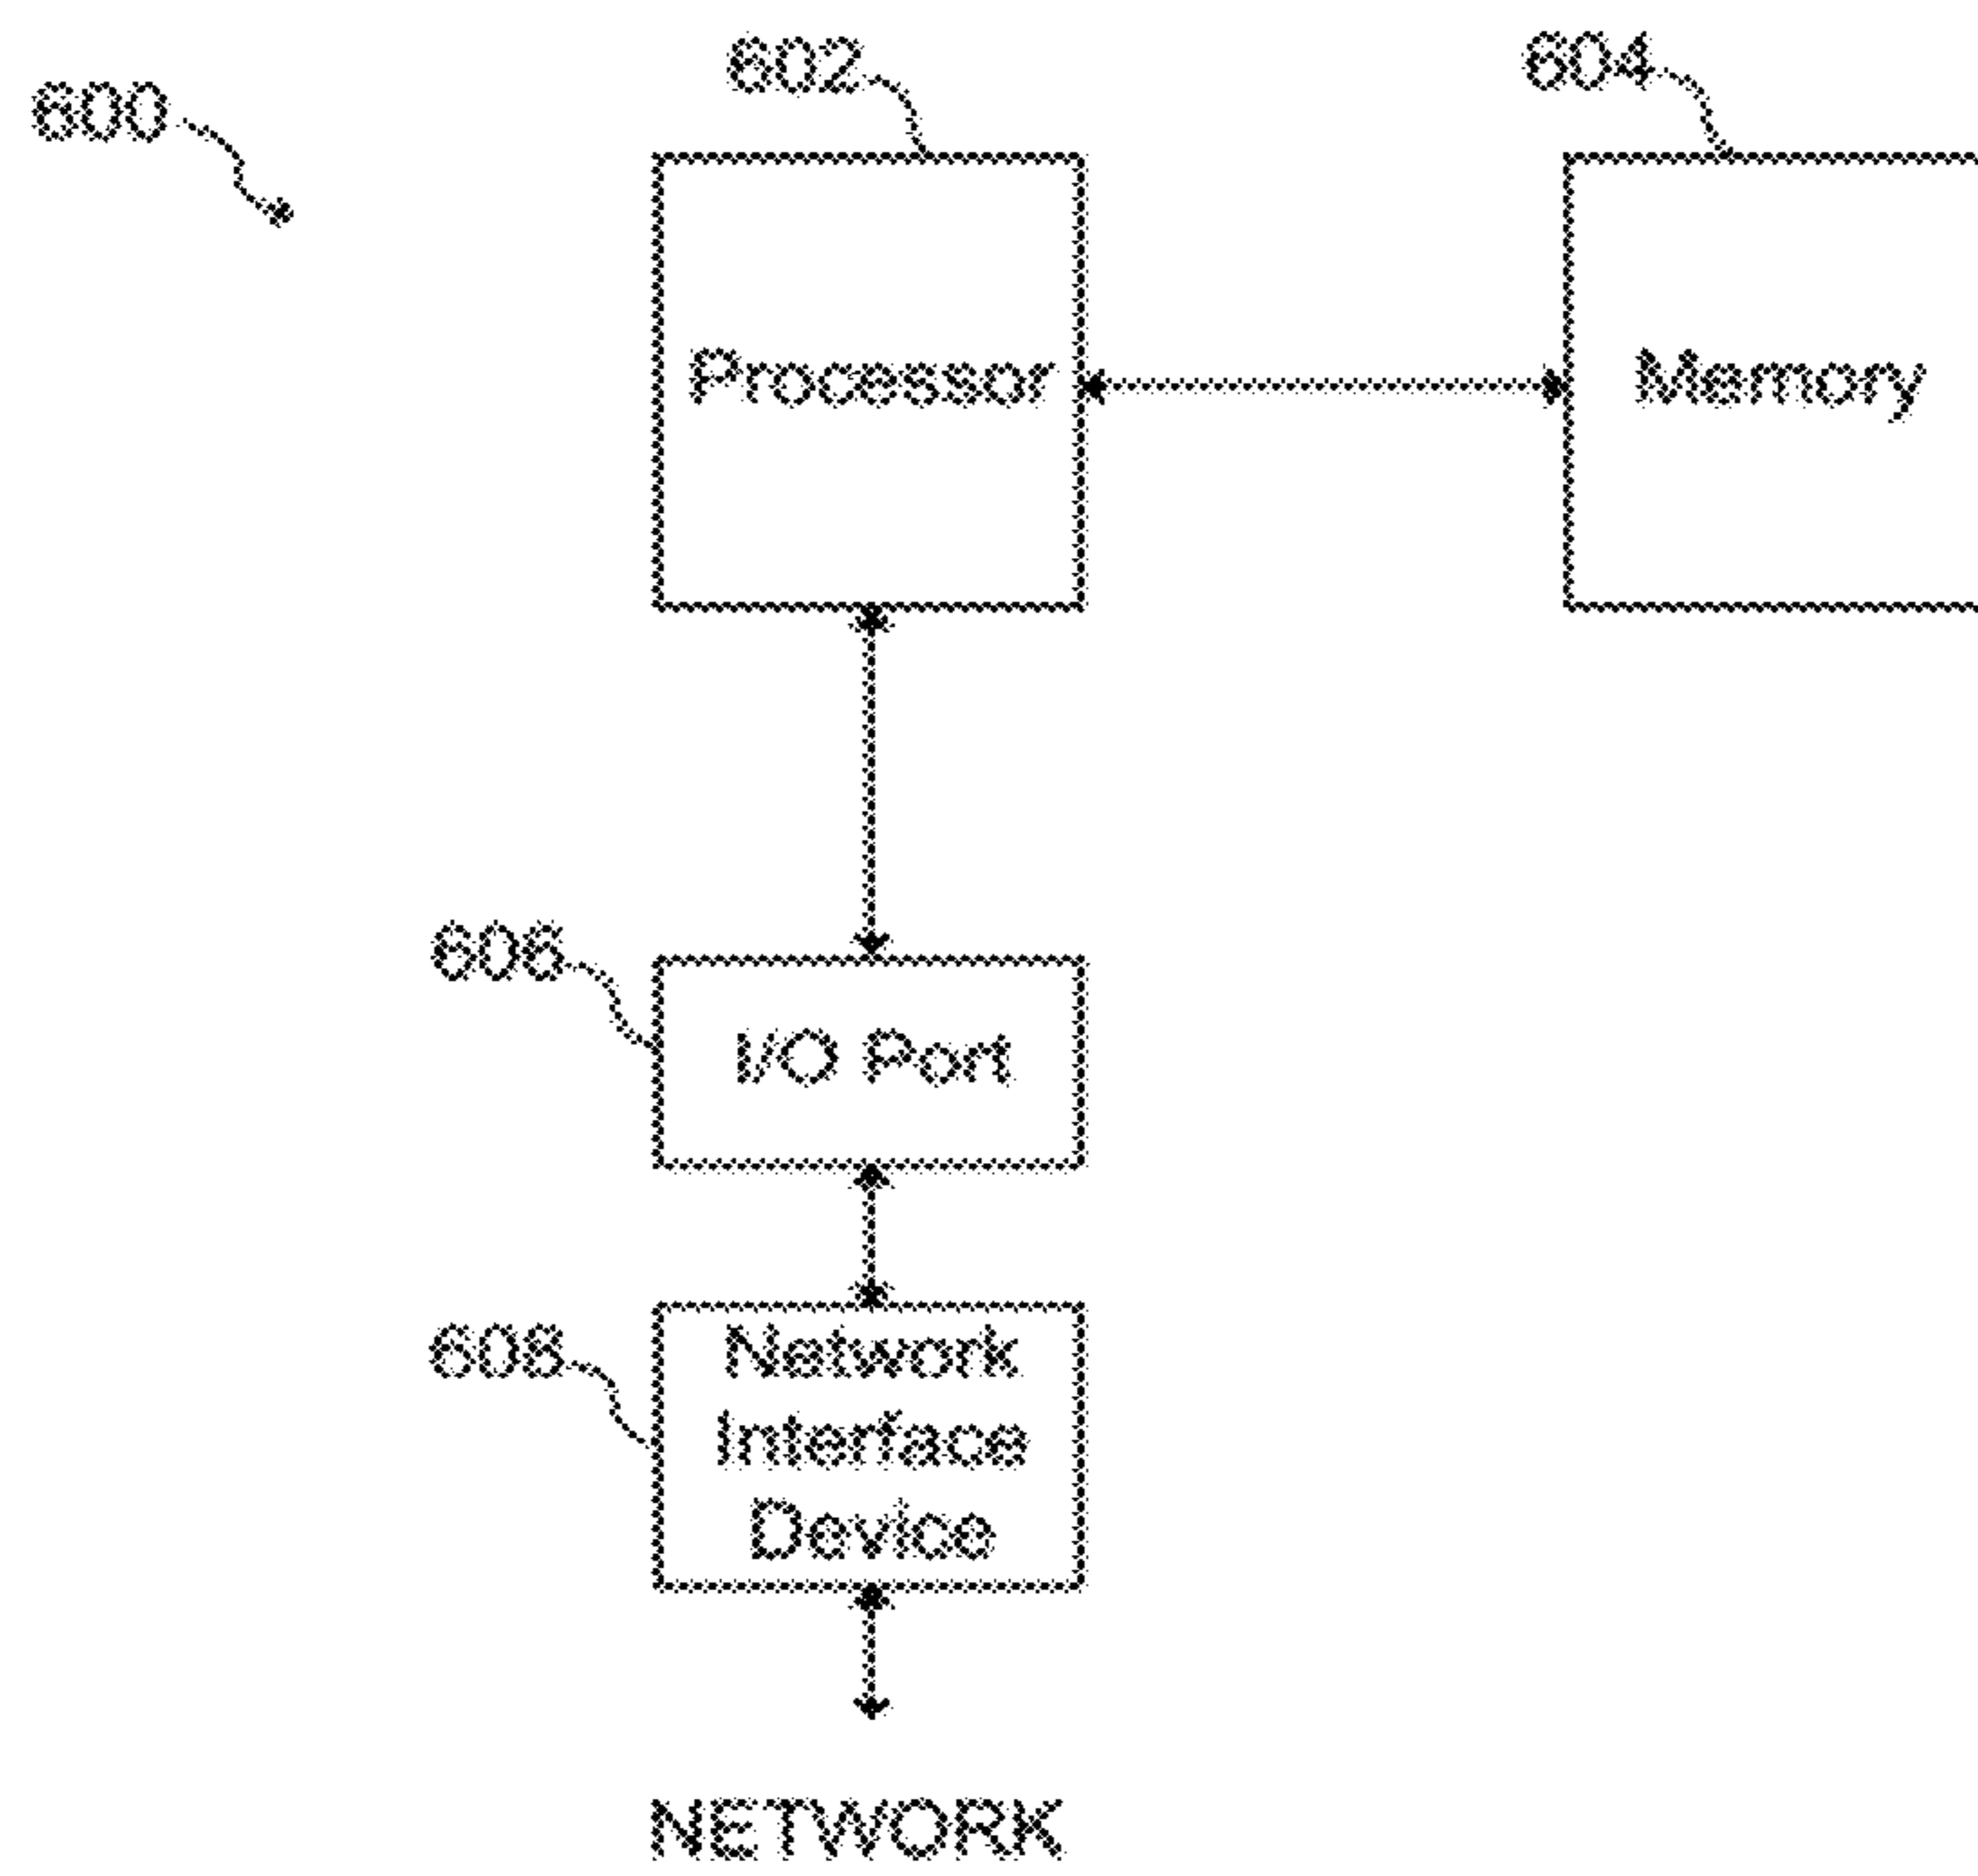 600
602
604
Processor
Memory
606
I/O Port
608
Network
Interface
Device
NETWORK